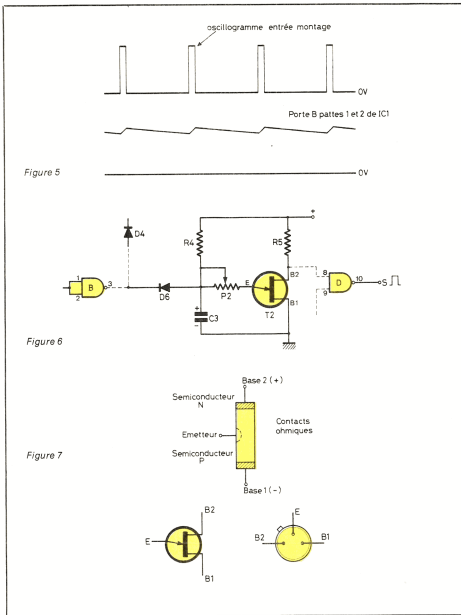 oscillogramme entrée montage
OV
Porte B pattes 1 et 2 de IC1
OV
Figure 5
D4
R4
R5
+
1
2
B
3
D6
P2
E
B2
B1
T2
8
9
D
10
S
+
-
C3
Figure 6
Base 2 (+)
Semiconducteur
N
Contacts
ohmiques
Emetteur
Semiconducteur
P
Base 1 (-)
Figure 7
E
B2
B1
E
B2
B1